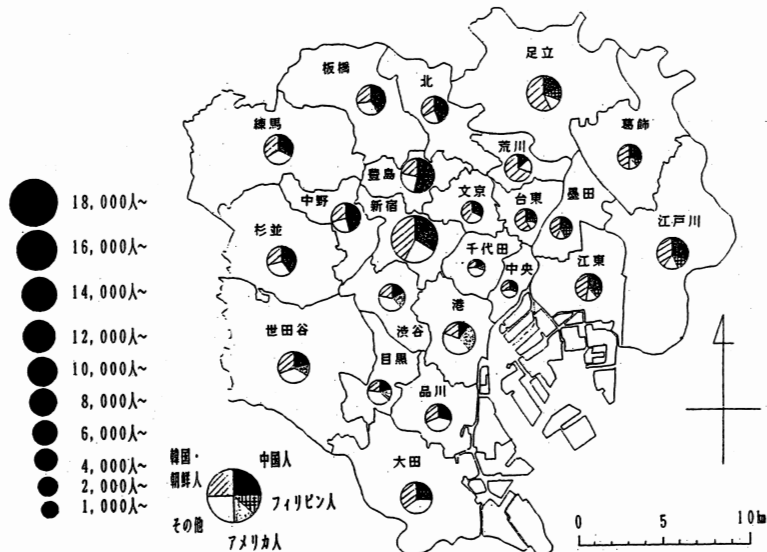 足立
板橋
北
葛飾
練馬
荒川
豊島
文京
台東
墨田
中野
新宿
江戸川
杉並
千代田
中央
江東
港
渋谷
世田谷
目黒
品川
大田
18,000人~
16,000人~
14,000人~
12,000人~
10,000人~
8,000人~
6,000人~
4,000人~
2,000人~
1,000人~
韓国・
朝鮮人
中国人
フィリピン人
その他
アメリカ人
0 5 10km